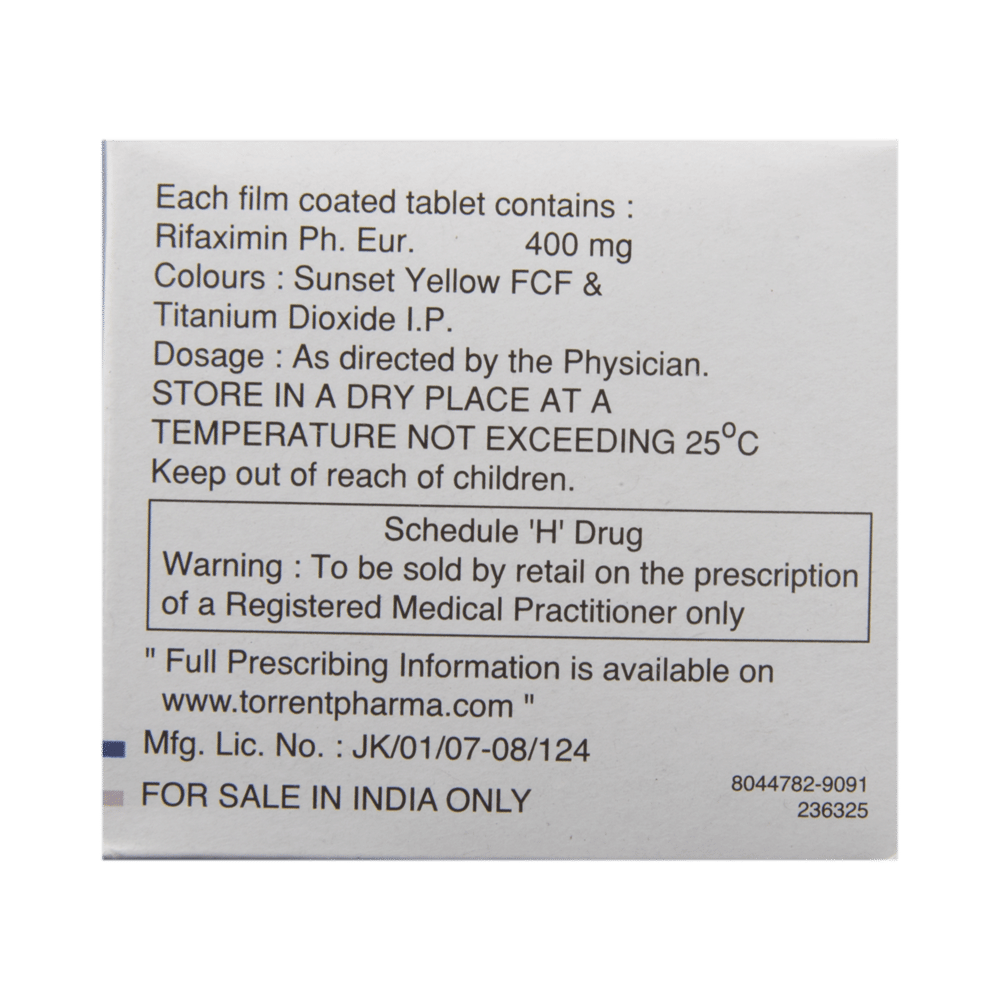 Each film coated tablet contains :
Rifaximin Ph. Eur. 400 mg
Colours : Sunset Yellow FCF &
Titanium Dioxide I.P.
Dosage : As directed by the Physician.
STORE IN A DRY PLACE AT A
TEMPERATURE NOT EXCEEDING 25°C
Keep out of reach of children.
Schedule 'H' Drug
Warning : To be sold by retail on the prescription
of a Registered Medical Practitioner only
" Full Prescribing Information is available on
www.torrentpharma.com "
Mfg. Lic. No. : JK/01/07-08/124
FOR SALE IN INDIA ONLY
8044782-9091
236325